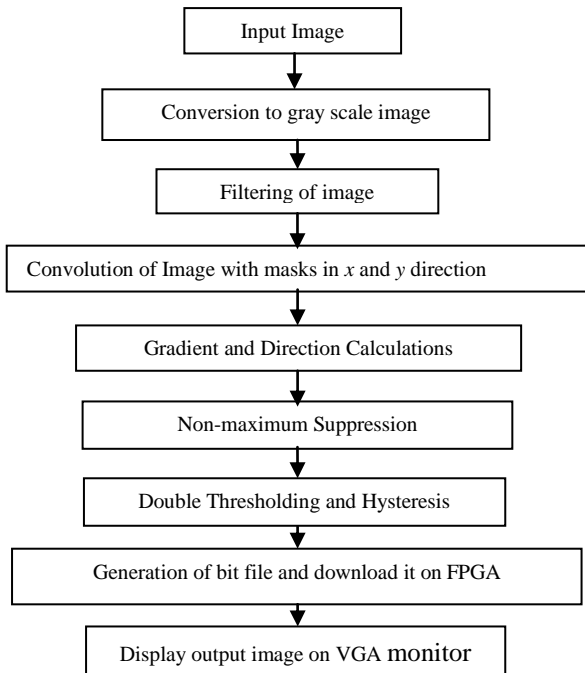 Input Image
Conversion to gray scale image
Filtering of image
Convolution of Image with masks in x and y direction
Gradient and Direction Calculations
Non-maximum Suppression
Double Thresholding and Hysteresis
Generation of bit file and download it on FPGA
Display output image on VGA monitor